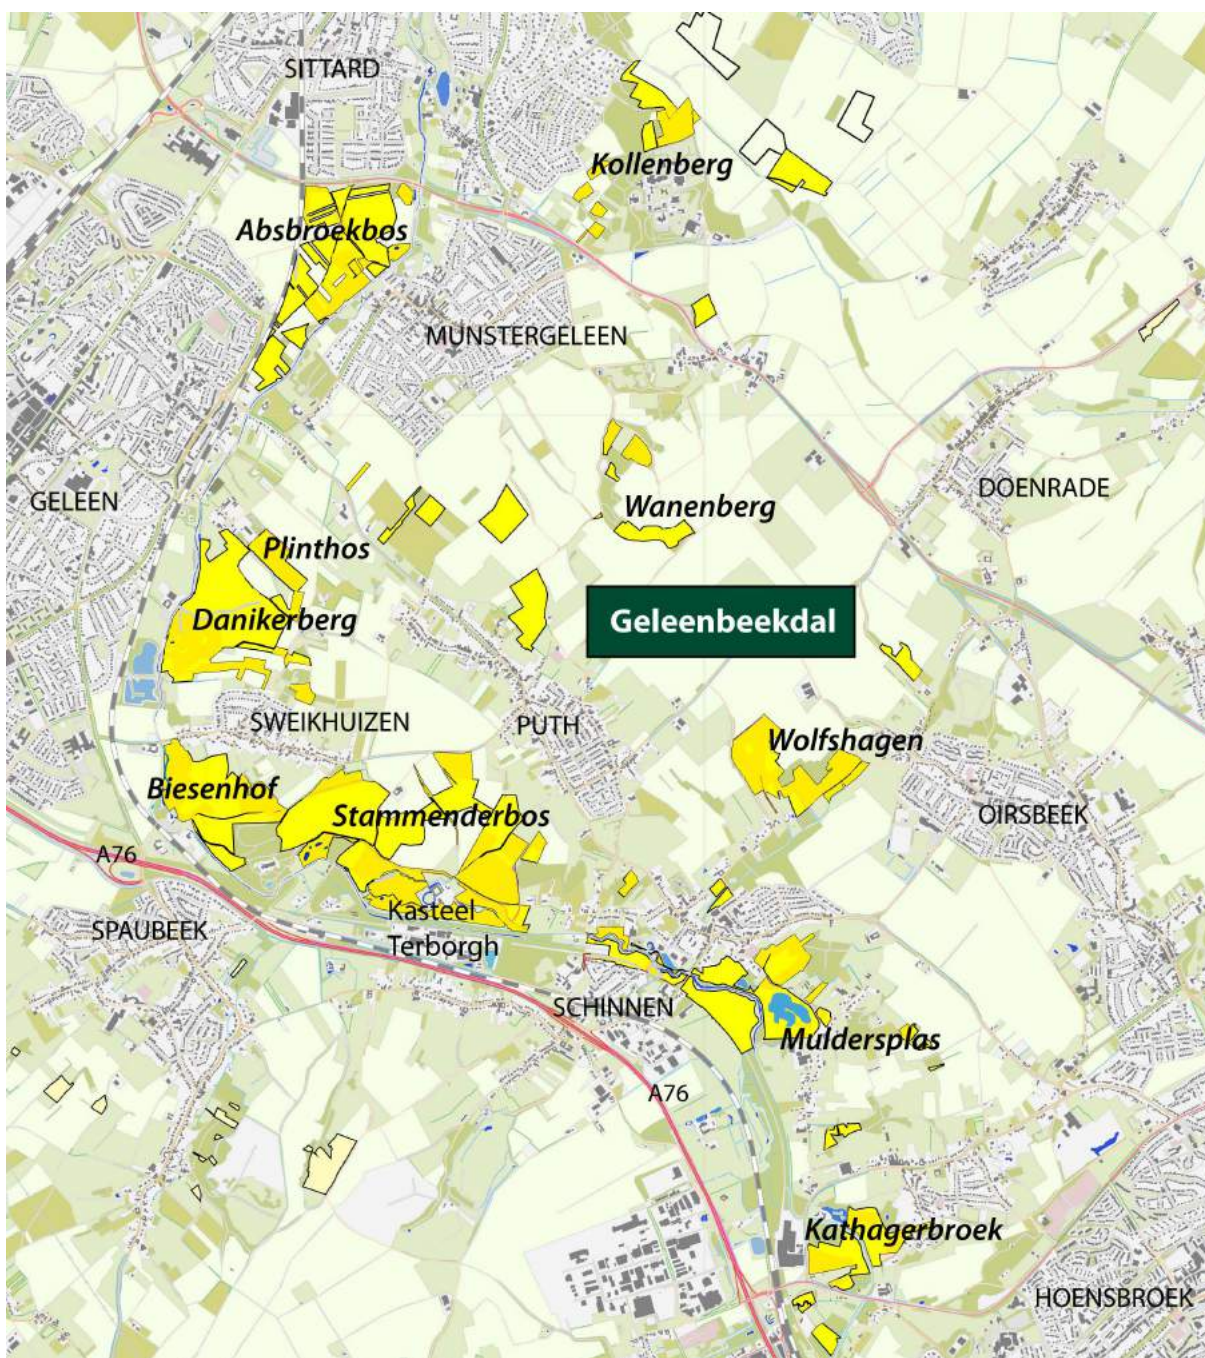 SITTARD
Kollenberg
Absbroekbos
MUNSTERGELEEN
GELEEN
DOENRADE
Wanenberg
Plinthos
Danikerberg
Geleenbeekdal
SWEIKHUIZEN
PUTH
Wolfshagen
Biesenhof
Stammenderbos
OIRSBEEK
A76
Kasteel
Terborgh
SPAUBEEK
SCHINNEN
Muldersplas
A76
Kathagerbroek
HOENSBROEK